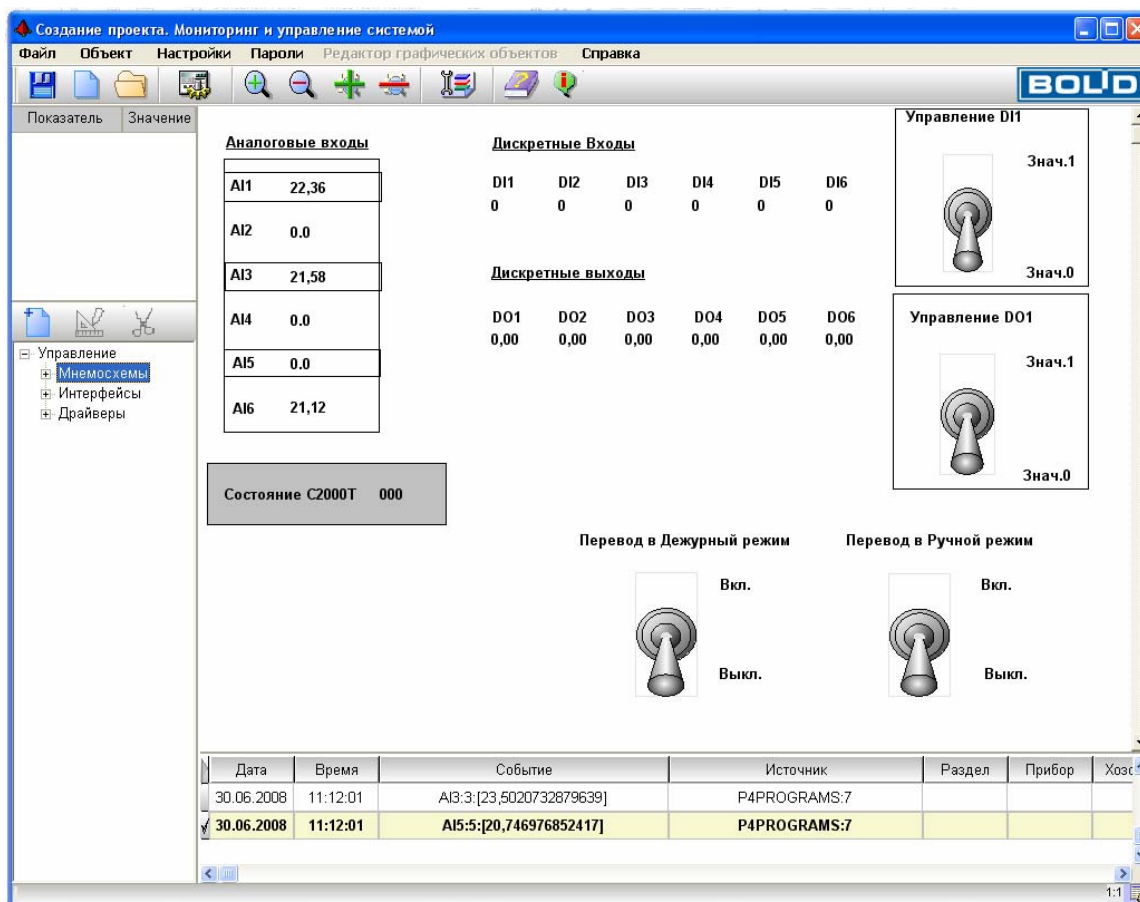 Создание проекта. Мониторинг и управление системой
Файл Объект Настройки Пароли Редактор графических объектов Справка
BOLID
Показатель Значение
Управление
Мнемосхемы
Интерфейсы
Драйверы
Аналоговые входы
AI1 22,36
AI2 0.0
AI3 21,58
AI4 0.0
AI5 0.0
AI6 21,12
Состояние С2000Т 000
Дискретные Входы
DI1 DI2 DI3 DI4 DI5 DI6
0 0 0 0 0 0
Дискретные выходы
DO1 DO2 DO3 DO4 DO5 DO6
0,00 0,00 0,00 0,00 0,00 0,00
Управление DI1
Знач.1
Знач.0
Управление DO1
Знач.1
Знач.0
Перевод в Дежурный режим
Вкл.
Выкл.
Перевод в Ручной режим
Вкл.
Выкл.
Дата Время Событие Источник Раздел Прибор
30.06.2008 11:12:01 AI3:3:[23,5020732879639] P4PROGRAMS:7
30.06.2008 11:12:01 AI5:5:[20,746976852417] P4PROGRAMS:7
1:1